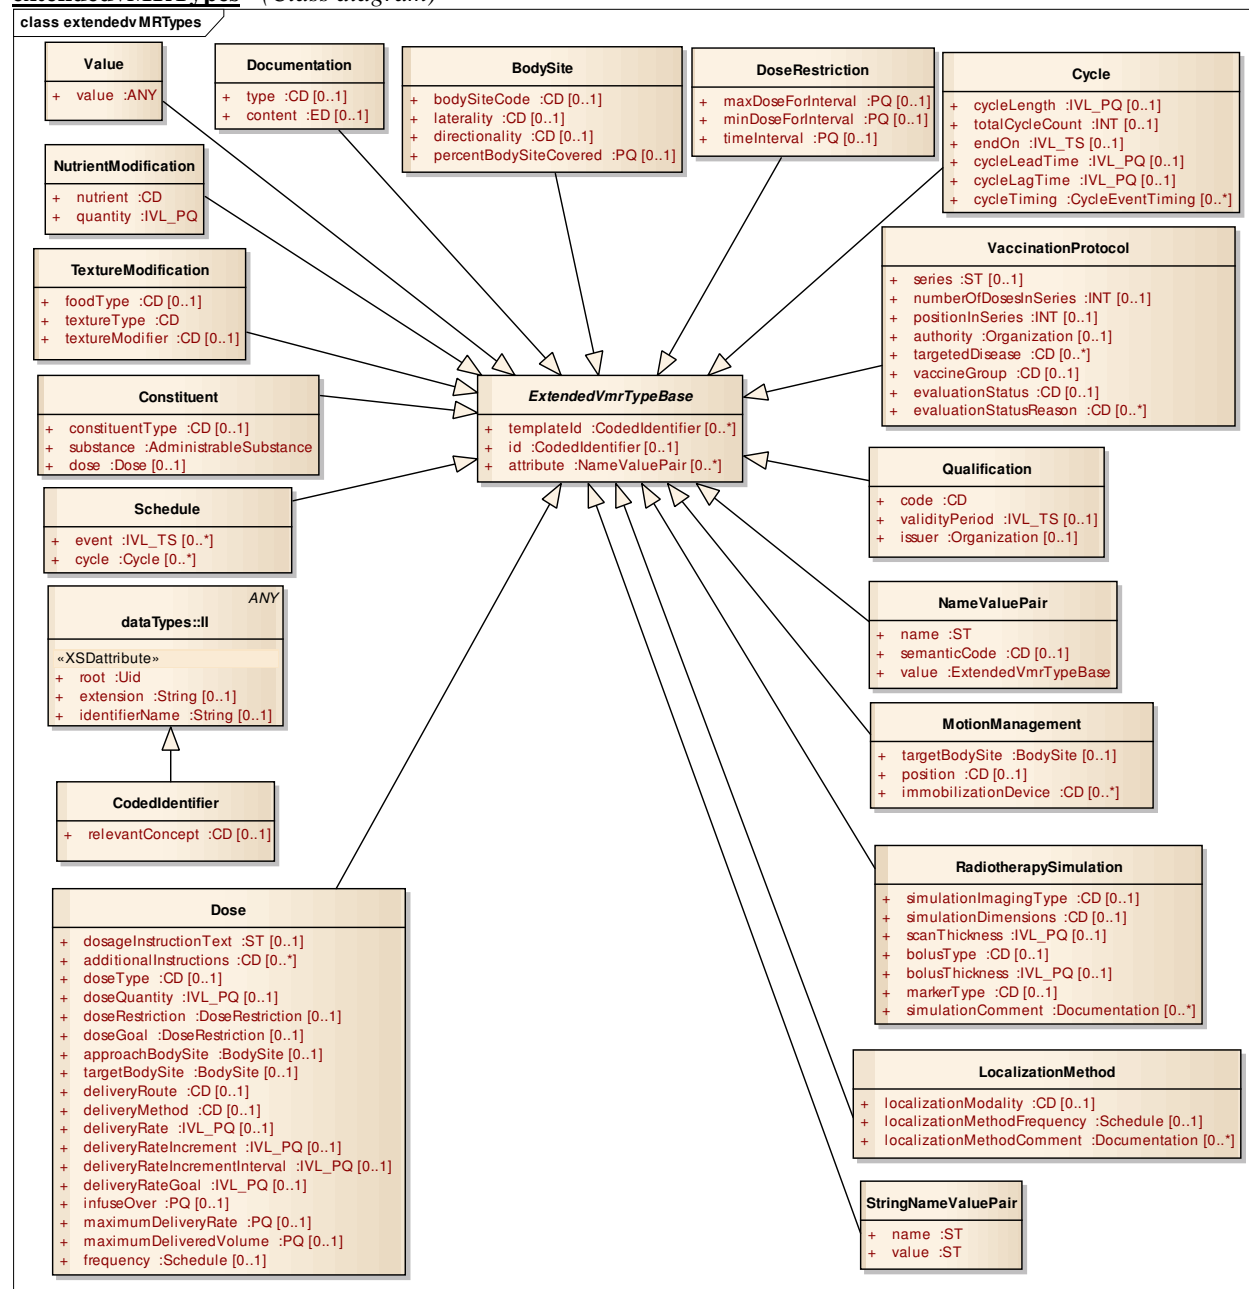 extendedvMRTypes (Class diagram)
class extendedvMRTypes
Value
+ value :ANY
Documentation
+ type :CD [0..1]
+ content :ED [0..1]
BodySite
+ bodySiteCode :CD [0..1]
+ laterality :CD [0..1]
+ directionality :CD [0..1]
+ percentBodySiteCovered :PQ [0..1]
DoseRestriction
+ maxDoseForInterval :PQ [0..1]
+ minDoseForInterval :PQ [0..1]
+ timeInterval :PQ [0..1]
Cycle
+ cycleLength :IVL_PQ [0..1]
+ totalCycleCount :INT [0..1]
+ endOn :IVL_TS [0..1]
+ cycleLeadTime :IVL_PQ [0..1]
+ cycleLagTime :IVL_PQ [0..1]
+ cycleTiming :CycleEventTiming [0..*]
NutrientModification
+ nutrient :CD
+ quantity :IVL_PQ
VaccinationProtocol
+ series :ST [0..1]
+ numberOfDosesInSeries :INT [0..1]
+ positionInSeries :INT [0..1]
+ authority :Organization [0..1]
+ targetedDisease :CD [0..*]
+ vaccineGroup :CD [0..1]
+ evaluationStatus :CD [0..1]
+ evaluationStatusReason :CD [0..*]
TextureModification
+ foodType :CD [0..1]
+ textureType :CD
+ textureModifier :CD [0..1]
ExtendedVmrTypeBase
+ templateId :CodedIdentifier [0..*]
+ id :CodedIdentifier [0..1]
+ attribute :NameValuePair [0..*]
Constituent
+ constituentType :CD [0..1]
+ substance :AdministrableSubstance
+ dose :Dose [0..1]
Qualification
+ code :CD
+ validityPeriod :IVL_TS [0..1]
+ issuer :Organization [0..1]
Schedule
+ event :IVL_TS [0..*]
+ cycle :Cycle [0..*]
ANY
dataTypes::II
«XSDattribute»
+ root :Uid
+ extension :String [0..1]
+ identifierName :String [0..1]
NameValuePair
+ name :ST
+ semanticCode :CD [0..1]
+ value :ExtendedVmrTypeBase
MotionManagement
+ targetBodySite :BodySite [0..1]
+ position :CD [0..1]
+ immobilizationDevice :CD [0..*]
CodedIdentifier
+ relevantConcept :CD [0..1]
RadiotherapySimulation
+ simulationImagingType :CD [0..1]
+ simulationDimensions :CD [0..1]
+ scanThickness :IVL_PQ [0..1]
+ bolusType :CD [0..1]
+ bolusThickness :IVL_PQ [0..1]
+ markerType :CD [0..1]
+ simulationComment :Documentation [0..*]
Dose
+ dosageInstructionText :ST [0..1]
+ additionalInstructions :CD [0..*]
+ doseType :CD [0..1]
+ doseQuantity :IVL_PQ [0..1]
+ doseRestriction :DoseRestriction [0..1]
+ doseGoal :DoseRestriction [0..1]
+ approachBodySite :BodySite [0..1]
+ targetBodySite :BodySite [0..1]
+ deliveryRoute :CD [0..1]
+ deliveryMethod :CD [0..1]
+ deliveryRate :IVL_PQ [0..1]
+ deliveryRateIncrement :IVL_PQ [0..1]
+ deliveryRateIncrementInterval :IVL_PQ [0..1]
+ deliveryRateGoal :IVL_PQ [0..1]
+ infuseOver :PQ [0..1]
+ maximumDeliveryRate :PQ [0..1]
+ maximumDeliveredVolume :PQ [0..1]
+ frequency :Schedule [0..1]
LocalizationMethod
+ localizationModality :CD [0..1]
+ localizationMethodFrequency :Schedule [0..1]
+ localizationMethodComment :Documentation [0..*]
StringNameValuePair
+ name :ST
+ value :ST